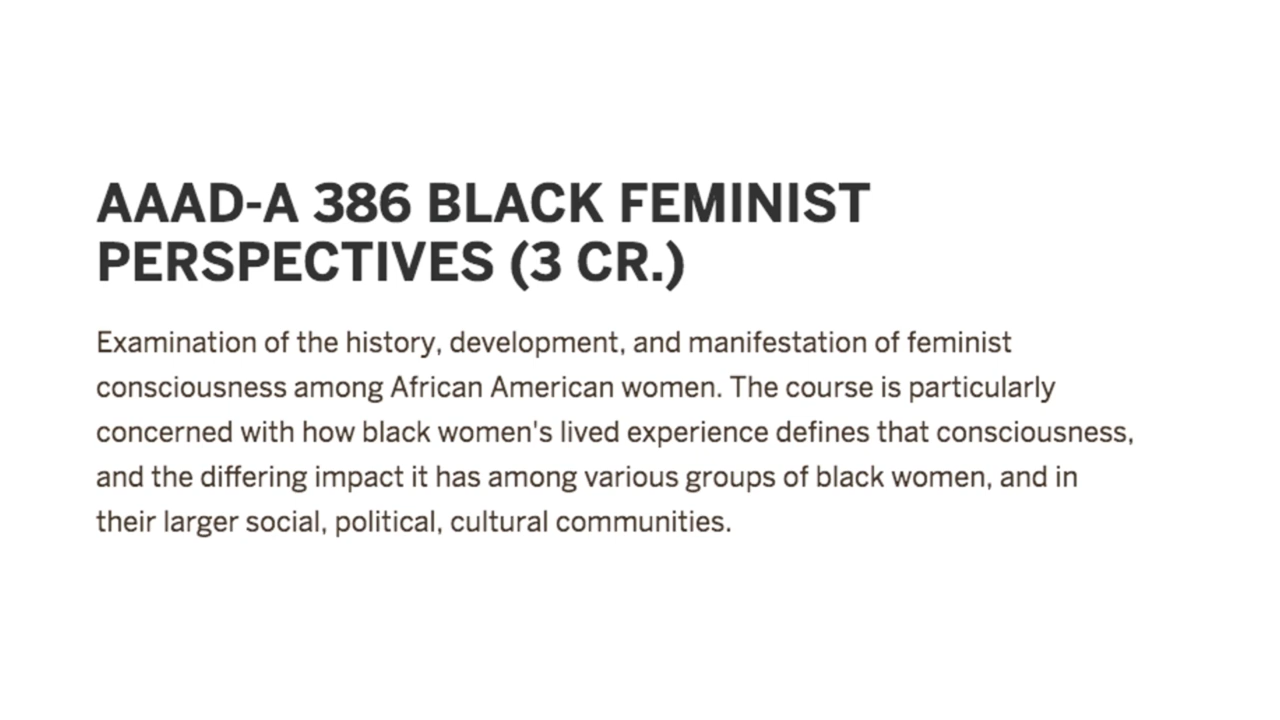 AAAD-A 386 BLACK FEMINIST
PERSPECTIVES (3 CR.)
Examination of the history, development, and manifestation of feminist
consciousness among African American women. The course is particularly
concerned with how black women's lived experience defines that consciousness,
and the differing impact it has among various groups of black women, and in
their larger social, political, cultural communities.